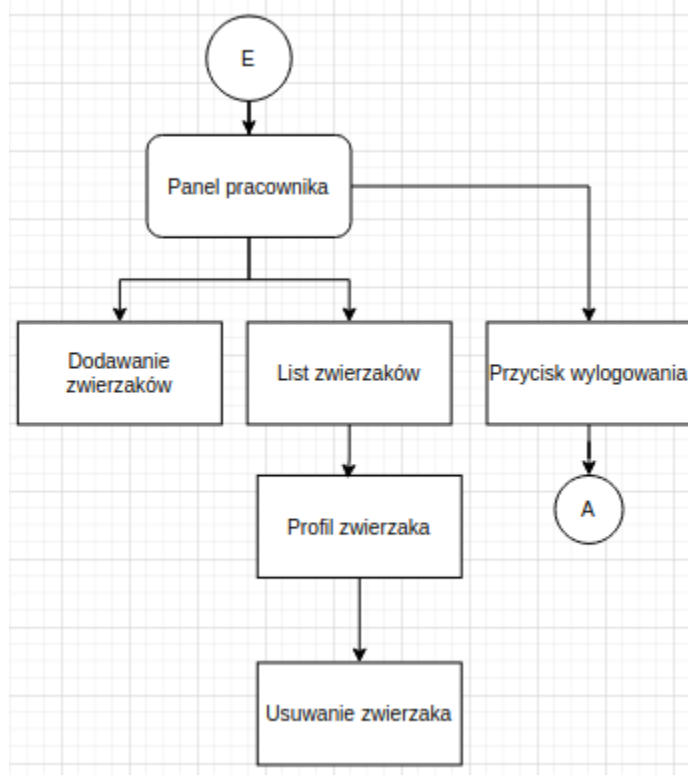 E
Panel pracownika
Dodawanie
zwierzaków
List zwierzaków
Przycisk wylogowania
Profil zwierzaka
A
Usuwanie zwierzaka